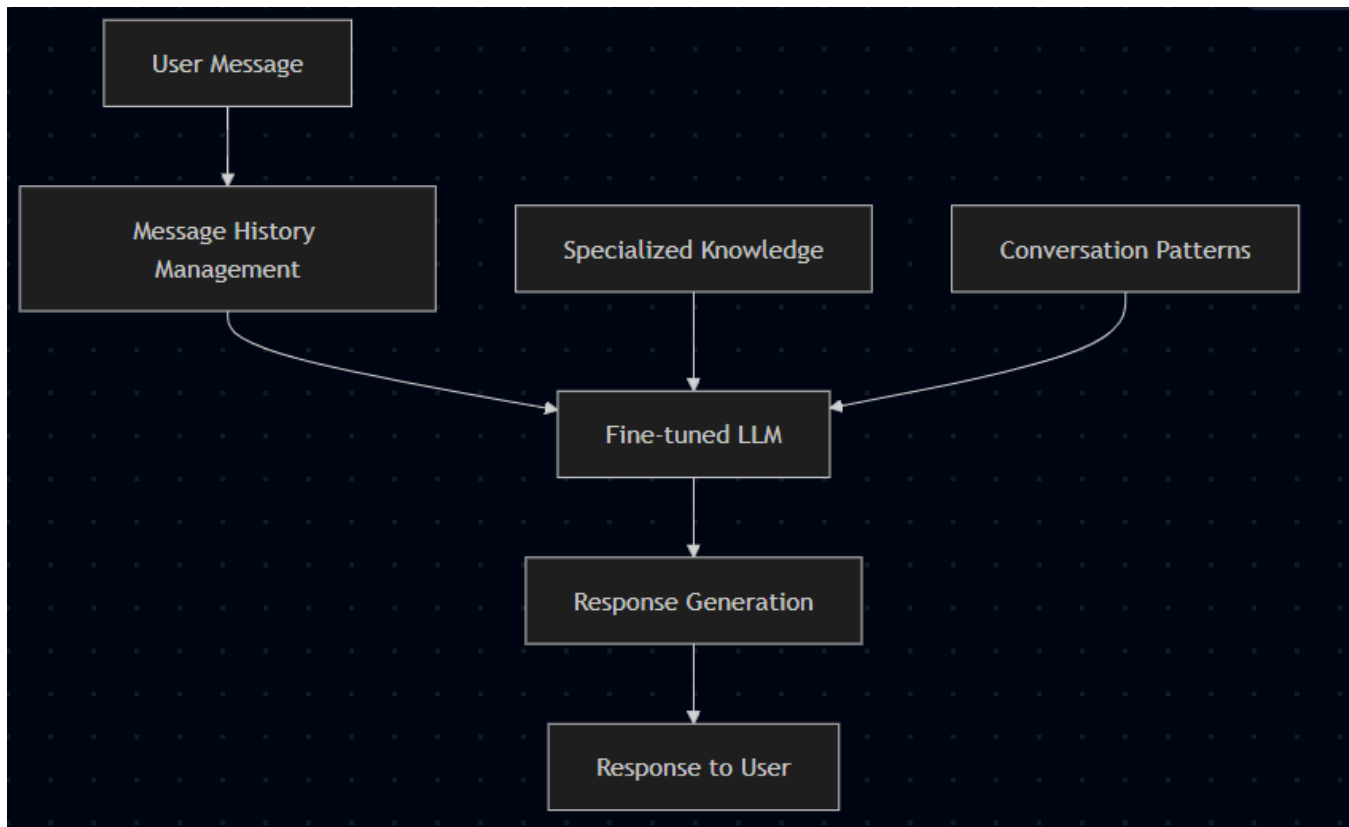 User Message
Message History
Management
Specialized Knowledge
Conversation Patterns
Fine-tuned LLM
Response Generation
Response to User